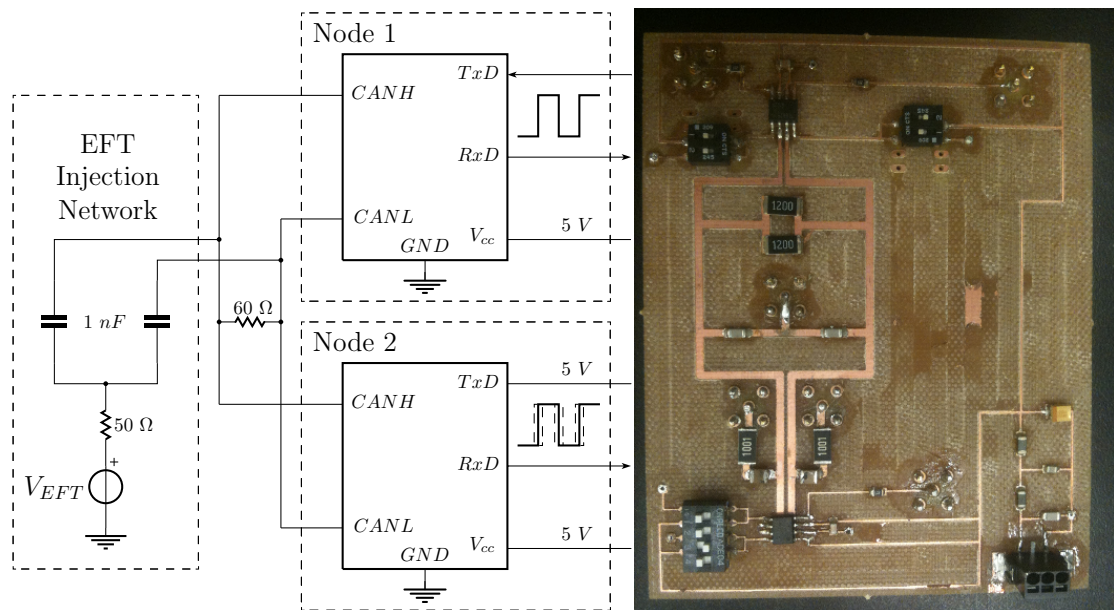 EFT
Injection
Network
1 nF
50 Ω
+
V_EFT
60 Ω
Node 1
TxD
CANH
RxD
CANL
V_cc
GND
5 V
Node 2
TxD
5 V
CANH
RxD
CANL
V_cc
5 V
GND
1200
1200
1001
1001